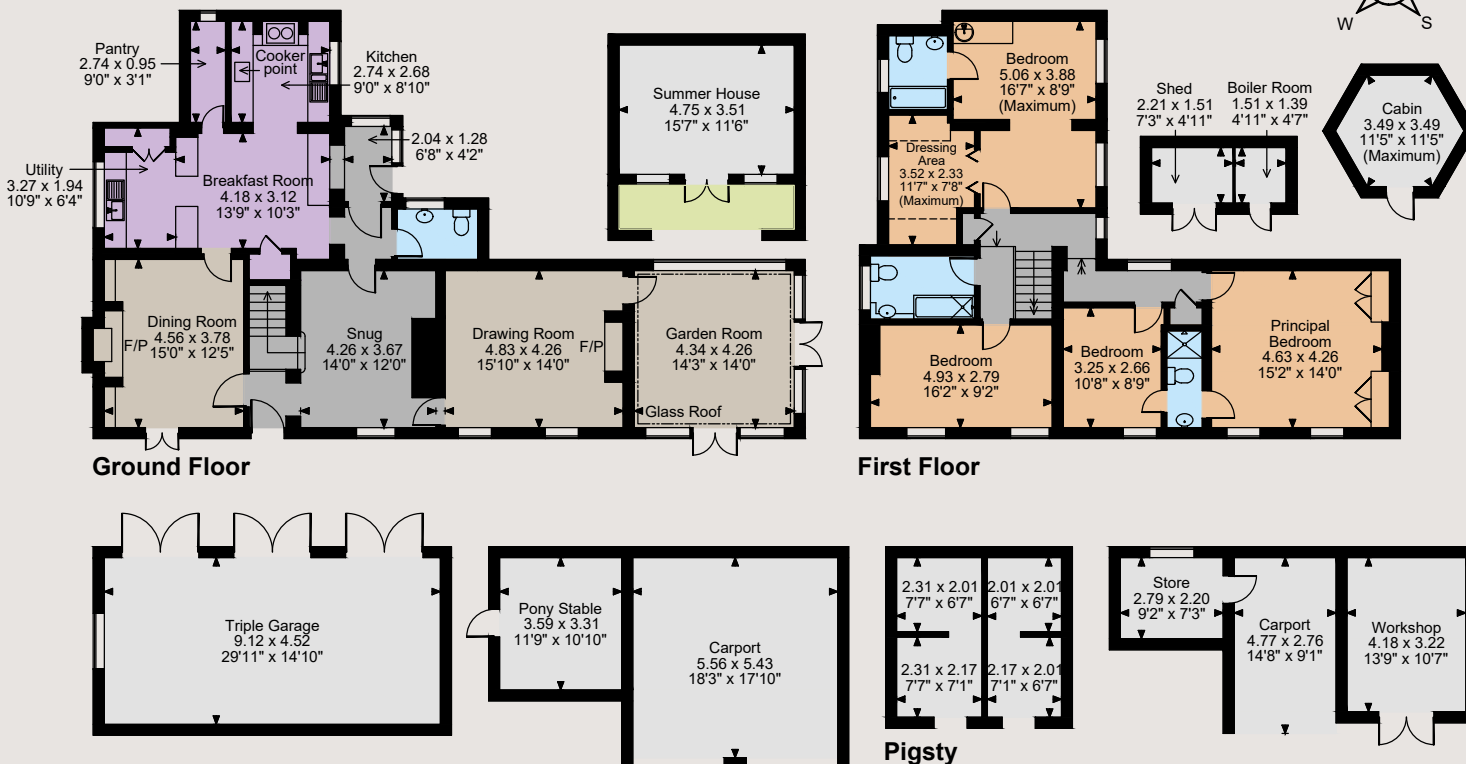 Pantry
2.74 x 0.95
9'0" x 3'1"
Cooker
point
Kitchen
2.74 x 2.68
9'0" x 8'10"
Utility
3.27 x 1.94
10'9" x 6'4"
Breakfast Room
4.18 x 3.12
13'9" x 10'3"
2.04 x 1.28
6'8" x 4'2"
Dining Room
4.56 x 3.78
15'0" x 12'5"
F/P
Snug
4.26 x 3.67
14'0" x 12'0"
Drawing Room
4.83 x 4.26
15'10" x 14'0"
F/P
Garden Room
4.34 x 4.26
14'3" x 14'0"
Glass Roof
Ground Floor
Summer House
4.75 x 3.51
15'7" x 11'6"
Bedroom
5.06 x 3.88
16'7" x 8'9"
(Maximum)
Dressing
Area
3.52 x 2.33
11'7" x 7'8"
(Maximum)
Bedroom
4.93 x 2.79
16'2" x 9'2"
Bedroom
3.25 x 2.66
10'8" x 8'9"
Principal
Bedroom
4.63 x 4.26
15'2" x 14'0"
First Floor
W
S
Shed
2.21 x 1.51
7'3" x 4'11"
Boiler Room
1.51 x 1.39
4'11" x 4'7"
Cabin
3.49 x 3.49
11'5" x 11'5"
(Maximum)
Triple Garage
9.12 x 4.52
29'11" x 14'10"
Pony Stable
3.59 x 3.31
11'9" x 10'10"
Carport
5.56 x 5.43
18'3" x 17'10"
2.31 x 2.01
7'7" x 6'7"
2.01 x 2.01
6'7" x 6'7"
2.31 x 2.17
7'7" x 7'1"
2.17 x 2.01
7'1" x 6'7"
Pigsty
Store
2.79 x 2.20
9'2" x 7'3"
Carport
4.77 x 2.76
14'8" x 9'1"
Workshop
4.18 x 3.22
13'9" x 10'7"